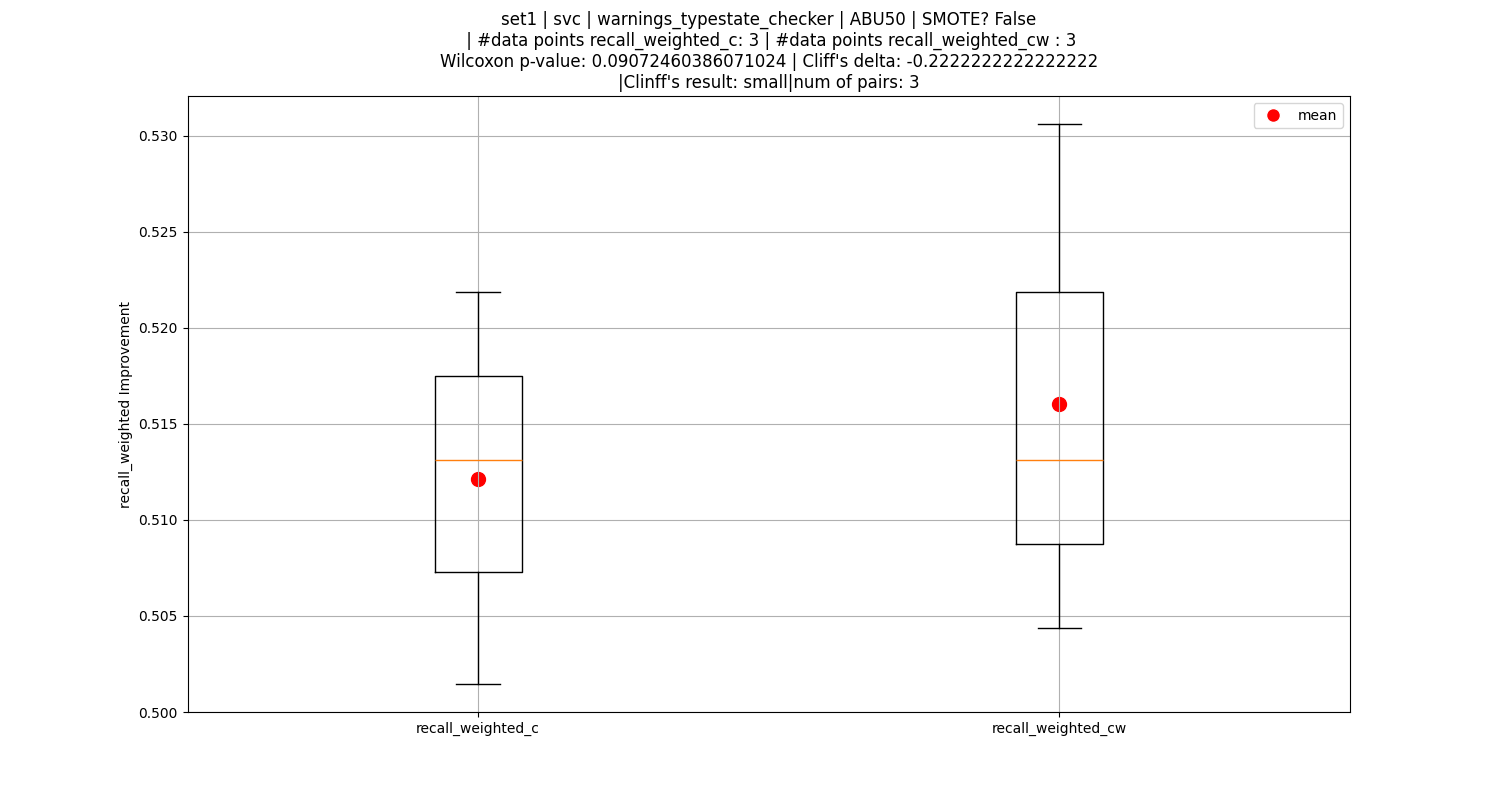 set1 | svc | warnings_typestate_checker | ABU50 | SMOTE? False
| #data points recall_weighted_c: 3 | #data points recall_weighted_cw : 3
Wilcoxon p-value: 0.09072460386071024 | Cliff's delta: -0.2222222222222222
|Clinff's result: small|num of pairs: 3
mean
0.530
0.525
0.520
0.515
0.510
0.505
0.500
recall_weighted Improvement
recall_weighted_c
recall_weighted_cw